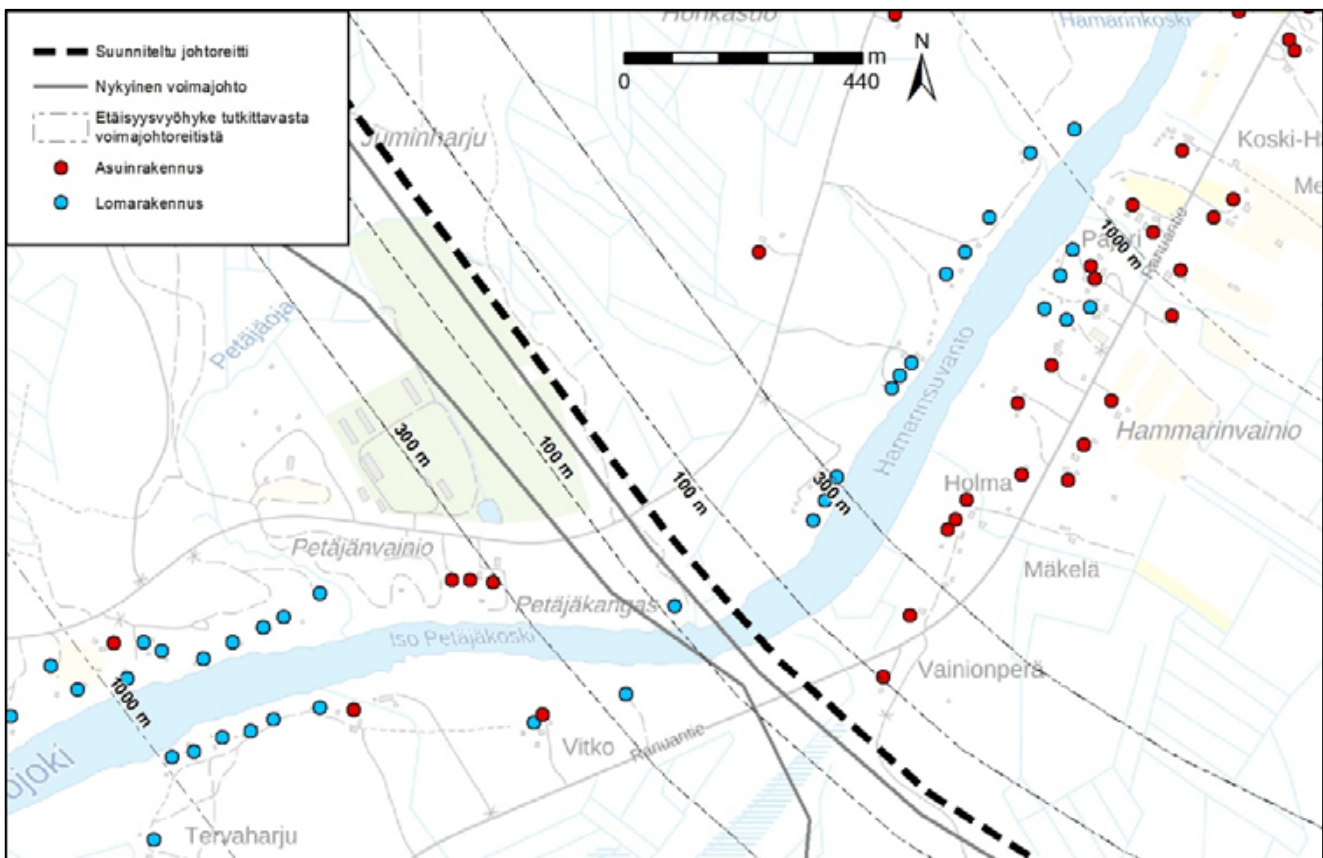 Suunniteltu johtoreitti
Nykyinen voimajohto
Etäisyysvyöhyke tutkittavasta
voimajohtoreitistä
Asuinrakennus
Lomarakennus
Honkasuo
Hamarinkoski
m
0
440
N
Juminharju
Koski-H
Me
Pajari
Ranuantie
1000 m
Petäjäoja
Hamarinsuvanto
Hammarinvainio
300 m
100 m
100 m
300 m
Holma
Petäjänvainio
Mäkelä
Petäjäkangas
Iso Petäjäkoski
Vainionperä
1000 m
Vitko
Ranuantie
ojoki
Tervaharju